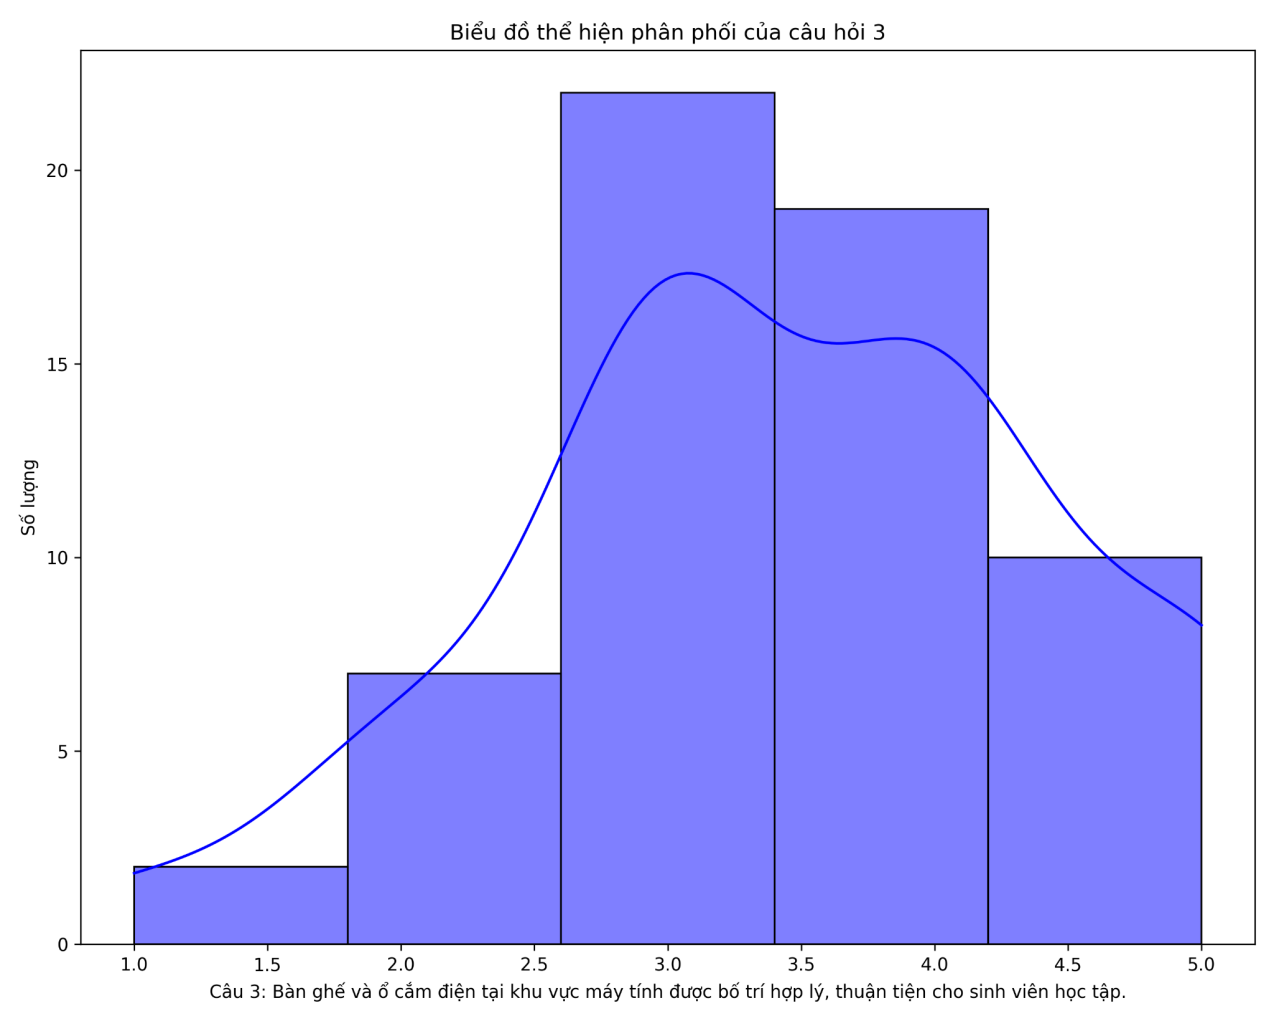 Biểu đồ thể hiện phân phối của câu hỏi 3
Số lượng
20
15
10
5
0
1.0 1.5 2.0 2.5 3.0 3.5 4.0 4.5 5.0
Câu 3: Bàn ghế và ổ cắm điện tại khu vực máy tính được bố trí hợp lý, thuận tiện cho sinh viên học tập.